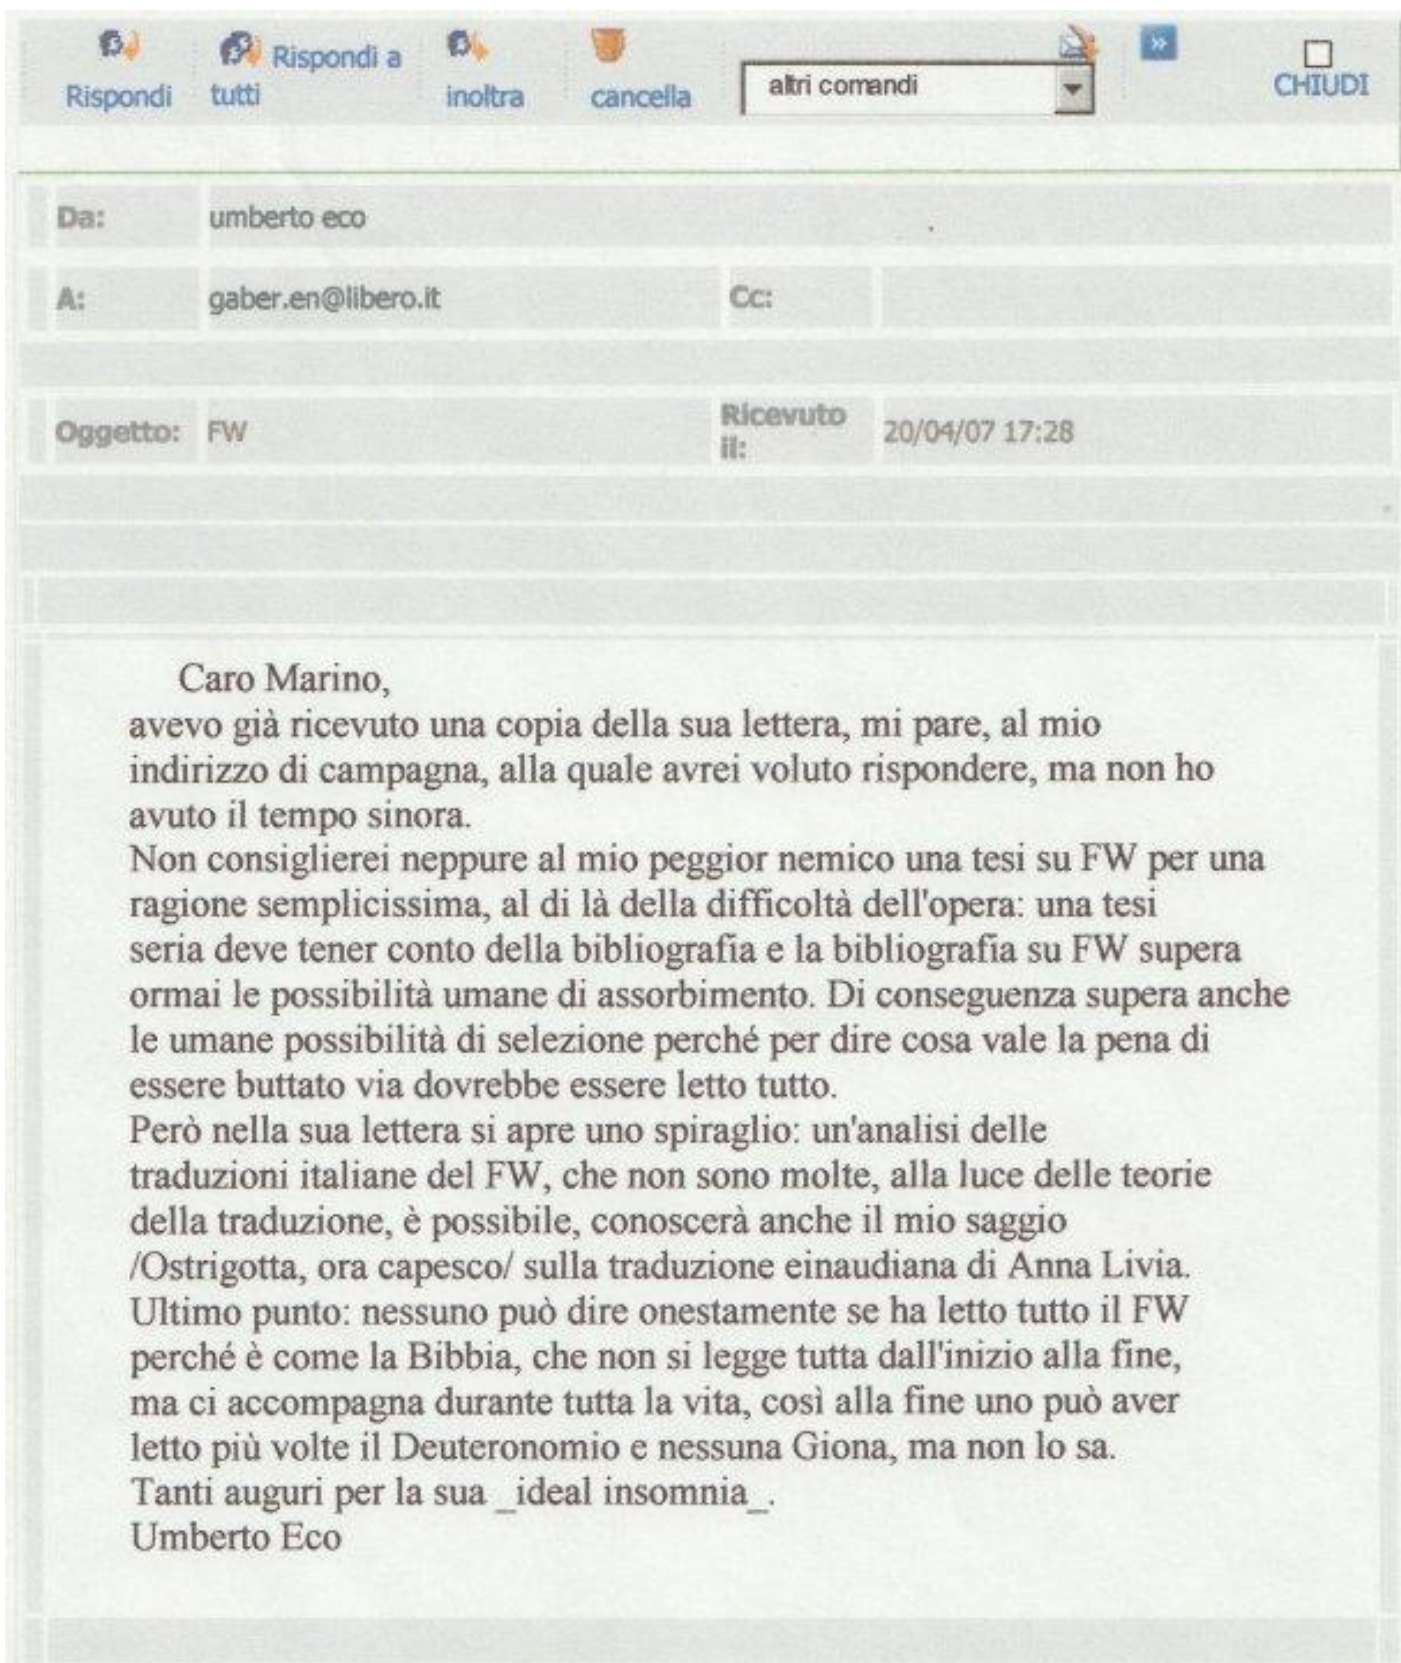 Rispondi
Rispondi a
tutti
inoltra
cancella
altri comandi
»
CHIUDI
Da: umberto eco
A: gaber.en@libero.it Cc:
Oggetto: FW Ricevuto il: 20/04/07 17:28
Caro Marino,
avevo già ricevuto una copia della sua lettera, mi pare, al mio
indirizzo di campagna, alla quale avrei voluto rispondere, ma non ho
avuto il tempo sinora.
Non consiglierei neppure al mio peggior nemico una tesi su FW per una
ragione semplicissima, al di là della difficoltà dell'opera: una tesi
seria deve tener conto della bibliografia e la bibliografia su FW supera
ormai le possibilità umane di assorbimento. Di conseguenza supera anche
le umane possibilità di selezione perché per dire cosa vale la pena di
essere buttato via dovrebbe essere letto tutto.
Però nella sua lettera si apre uno spiraglio: un'analisi delle
traduzioni italiane del FW, che non sono molte, alla luce delle teorie
della traduzione, è possibile, conoscerà anche il mio saggio
/Ostrigotta, ora capesco/ sulla traduzione einaudiana di Anna Livia.
Ultimo punto: nessuno può dire onestamente se ha letto tutto il FW
perché è come la Bibbia, che non si legge tutta dall'inizio alla fine,
ma ci accompagna durante tutta la vita, così alla fine uno può aver
letto più volte il Deuteronomio e nessuna Giona, ma non lo sa.
Tanti auguri per la sua _ideal insomnia_.
Umberto Eco